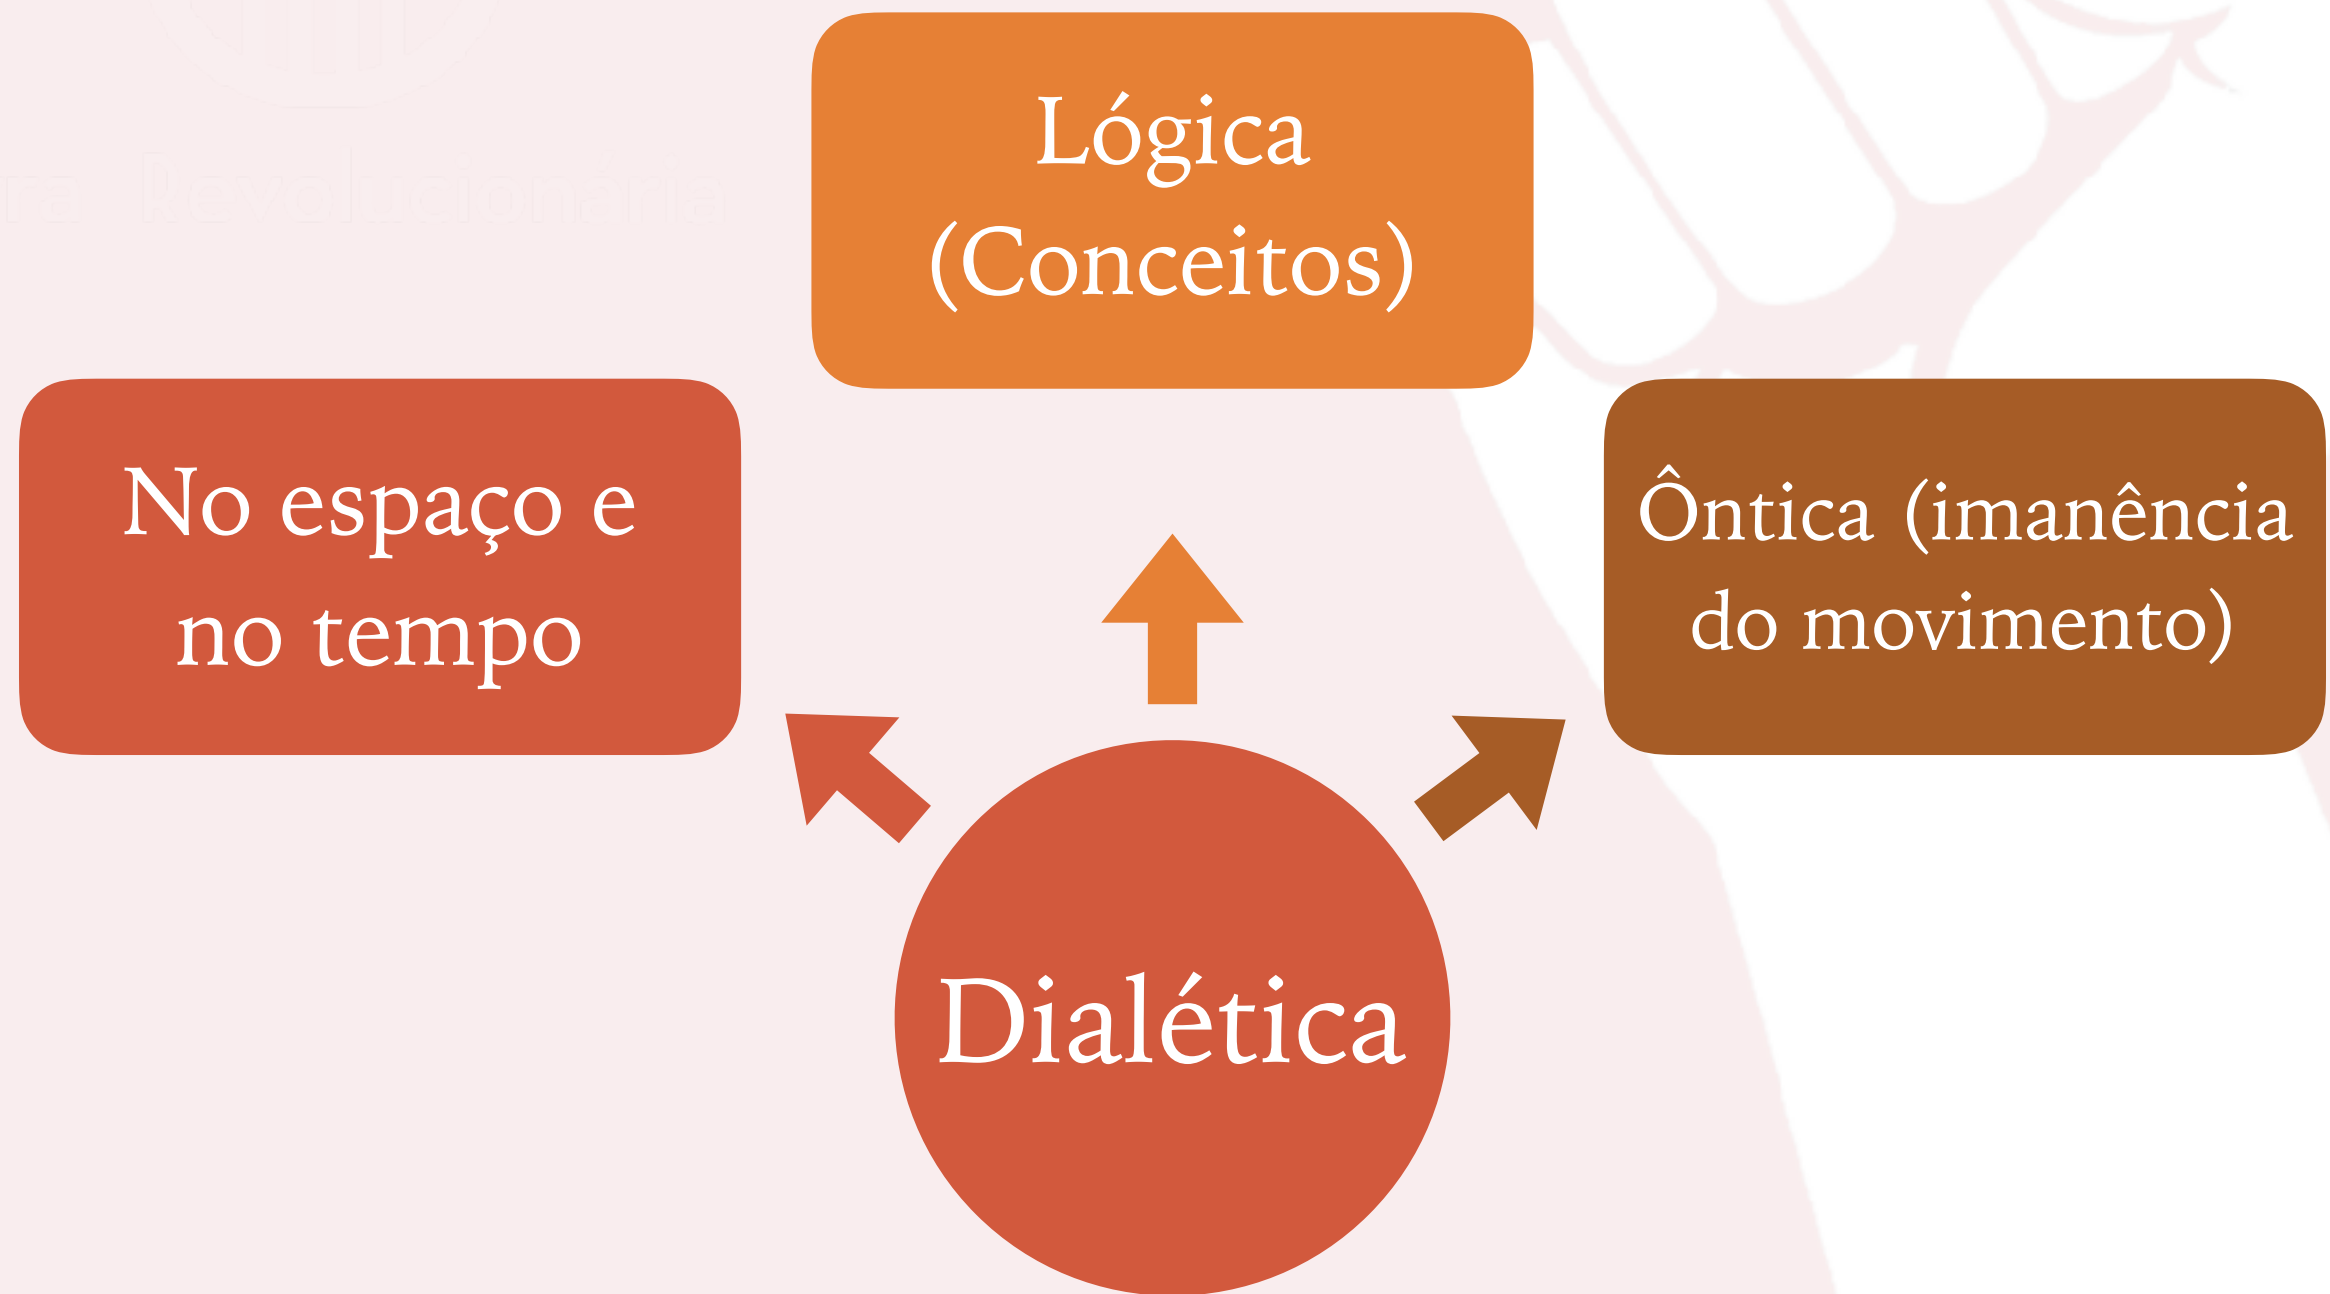 Lógica
(Conceitos)
No espaço e
no tempo
Ôntica (imanência
do movimento)
Dialética